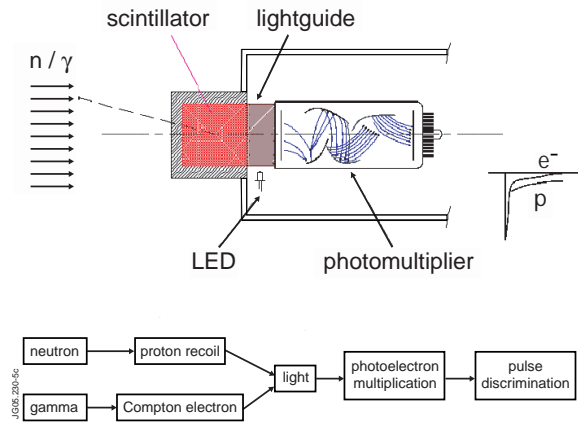 scintillator
lightguide
n / γ
e⁻
p
LED
photomultiplier
neutron
proton recoil
light
photoelectron
multiplication
pulse
discrimination
gamma
Compton electron
JG05.230-5c